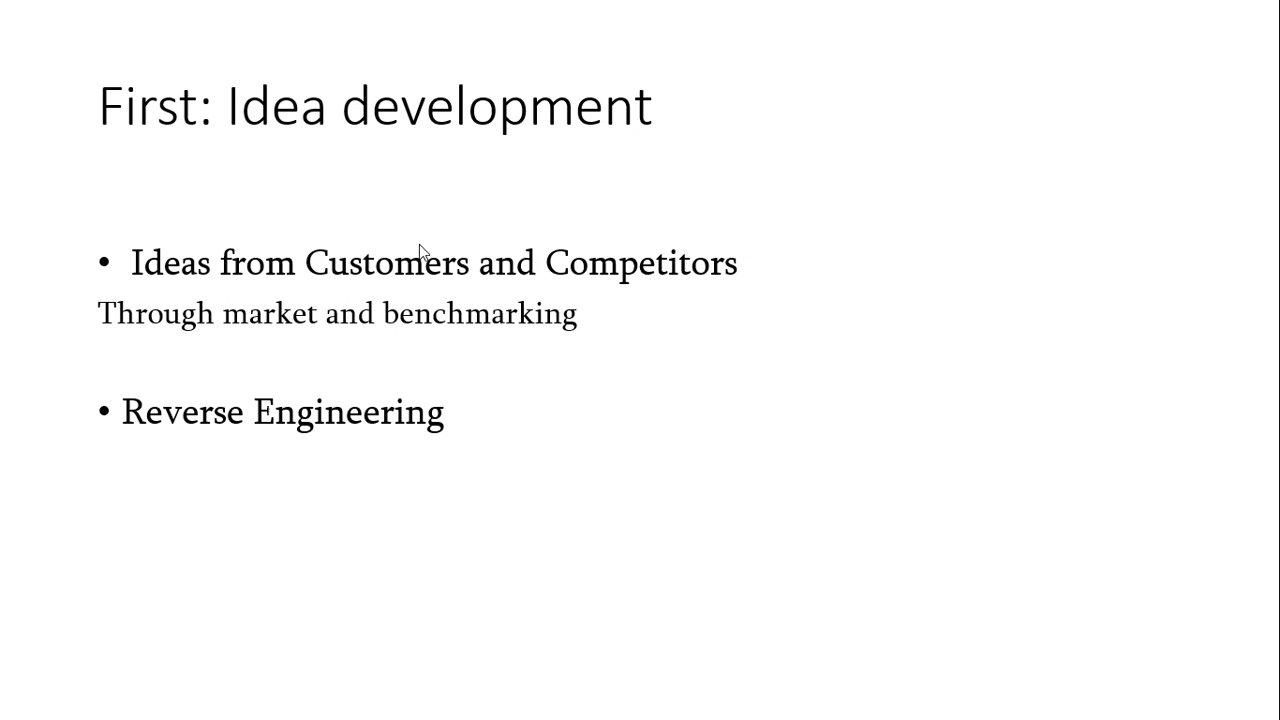 First: Idea development
• Ideas from Customers and Competitors
Through market and benchmarking
• Reverse Engineering